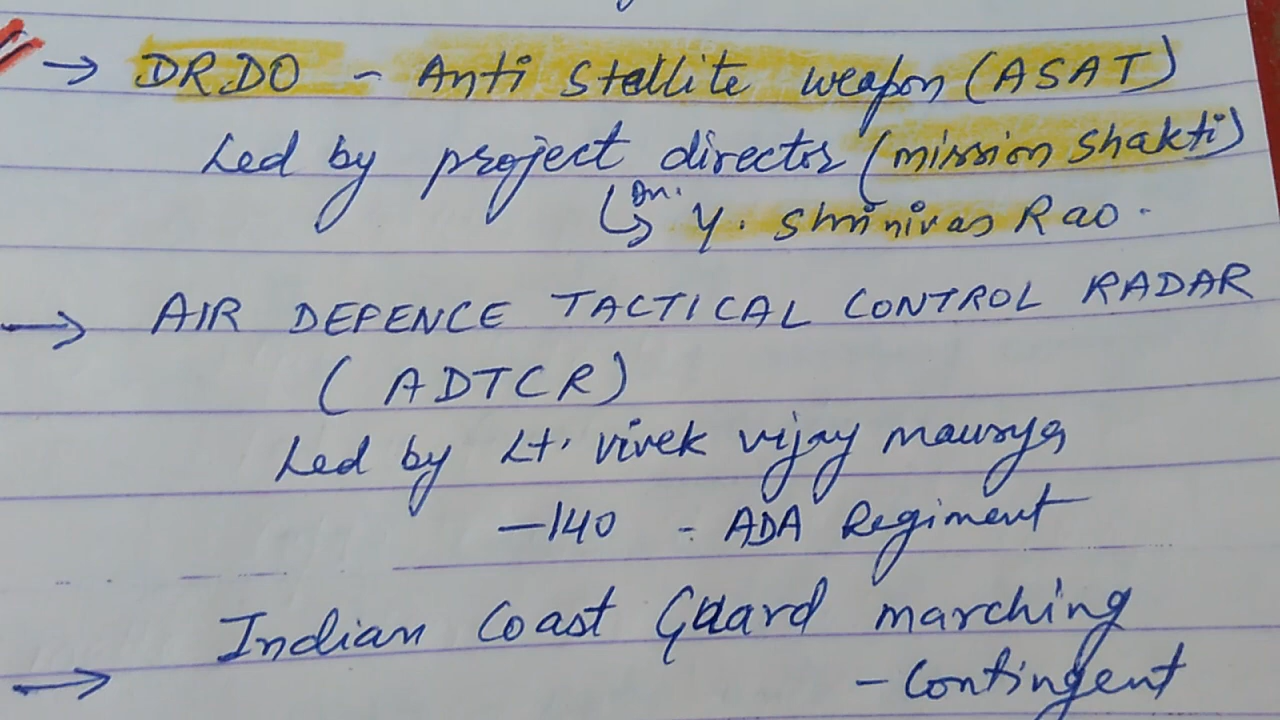 → DRDO - Anti Stellite weapon (ASAT)
Led by project director (mission Shakti)
↳ Dr. Y. Shrinivas Rao.
→ AIR DEFENCE TACTICAL CONTROL RADAR
(ADTCR)
Led by Lt. vivek vijay maurya
- 140 - ADA Regiment
→ Indian Coast Guard marching
- Contingent